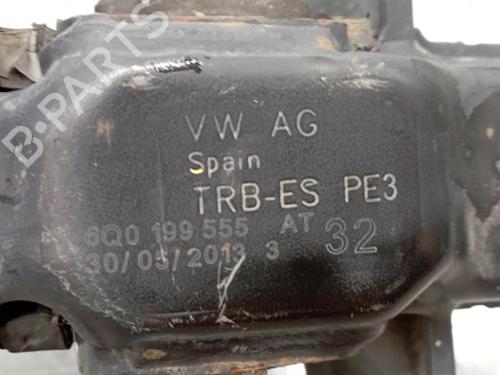 B-PARTS
VW AG
Spain
TRB-ES PE3
6Q0 199 555 AT 32
30/05/2013 3